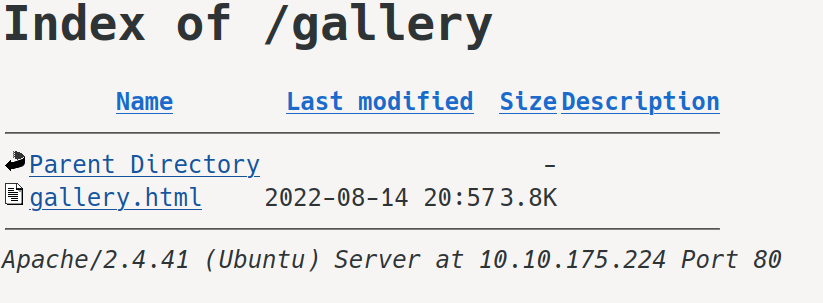 Index of /gallery
Name Last modified Size Description
Parent Directory -
gallery.html 2022-08-14 20:57 3.8K
Apache/2.4.41 (Ubuntu) Server at 10.10.175.224 Port 80